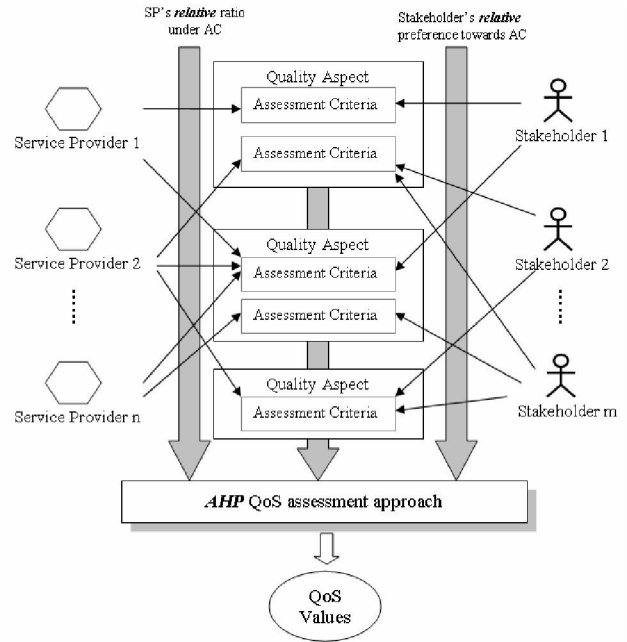 SP's relative ratio
under AC
Stakeholder's relative
preference towards AC
Quality Aspect
Assessment Criteria
Assessment Criteria
Service Provider 1
Stakeholder 1
Quality Aspect
Assessment Criteria
Assessment Criteria
Service Provider 2
Stakeholder 2
Quality Aspect
Assessment Criteria
Service Provider n
Stakeholder m
AHP QoS assessment approach
QoS
Values